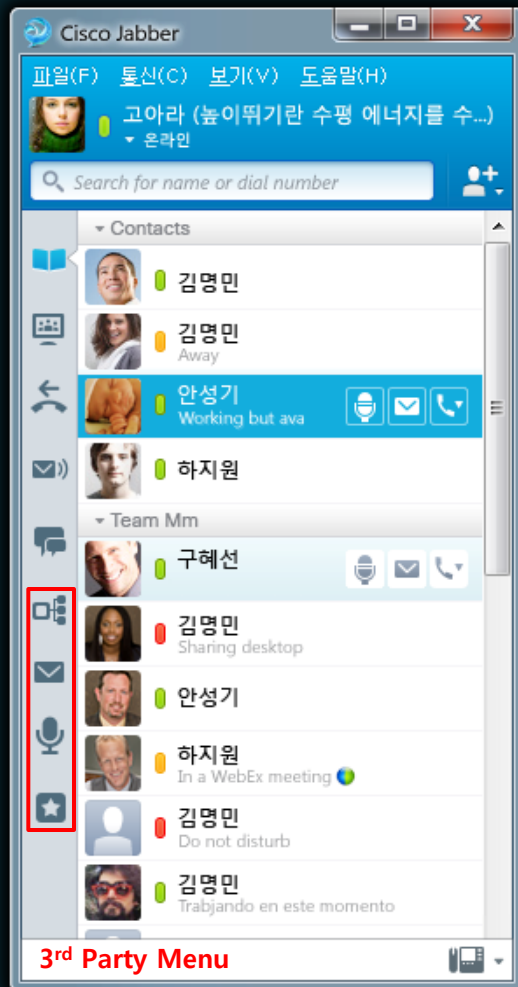 Cisco Jabber
파일(F) 통신(C) 보기(V) 도움말(H)
고아라 (높이뛰기란 수평 에너지를 수...)
온라인
Search for name or dial number
Contacts
김명민
김명민
Away
안성기
Working but ava
하지원
Team Mm
구혜선
김명민
Sharing desktop
안성기
하지원
In a WebEx meeting
김명민
Do not disturb
김명민
Trabjando en este momento
3rd Party Menu